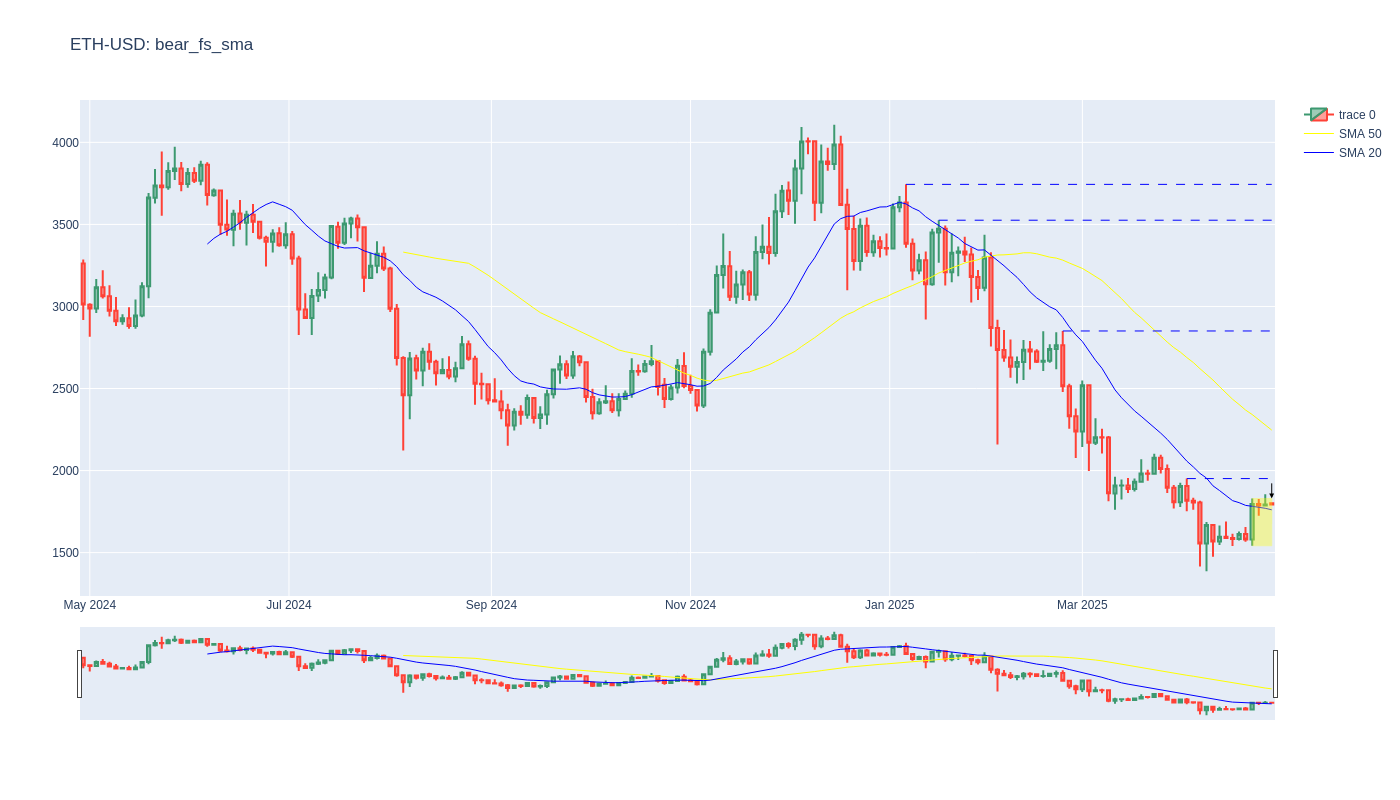 ETH-USD: bear_fs_sma
trace 0
SMA 50
SMA 20
4000
3500
3000
2500
2000
1500
May 2024
Jul 2024
Sep 2024
Nov 2024
Jan 2025
Mar 2025